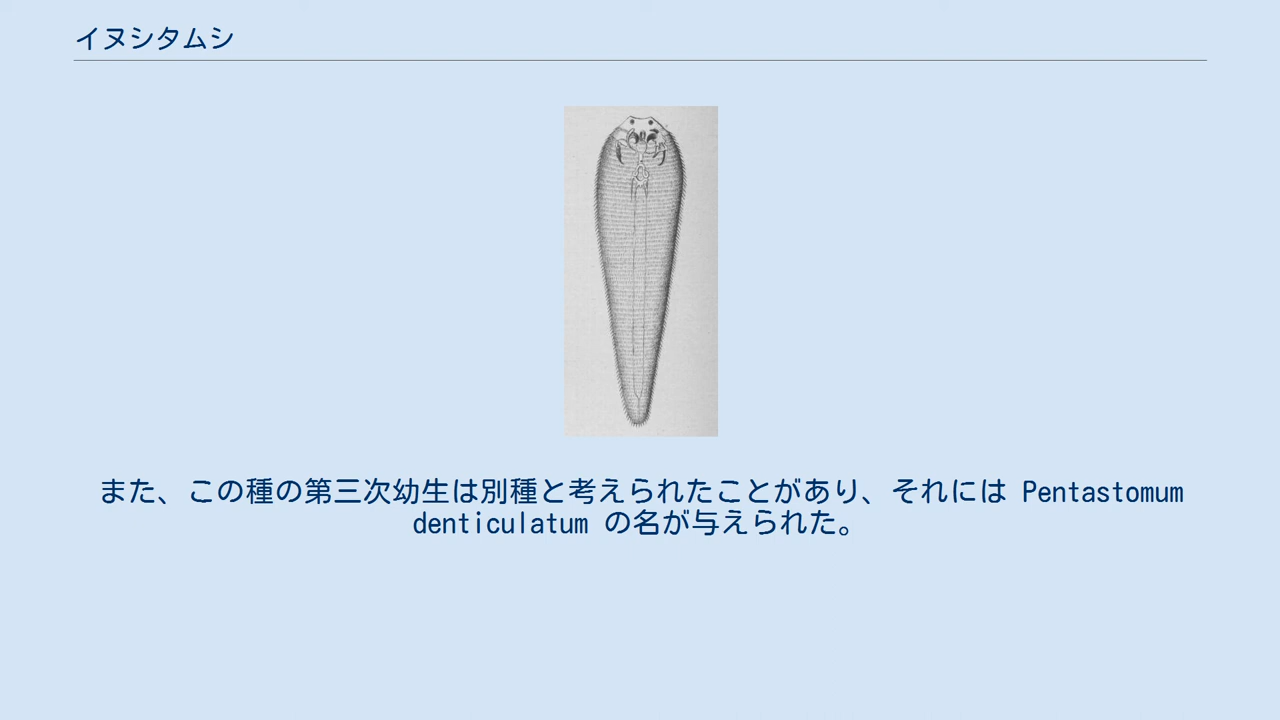 イヌシタムシ
また、この種の第三次幼生は別種と考えられたことがあり、それには Pentastomum
denticulatum の名が与えられた。